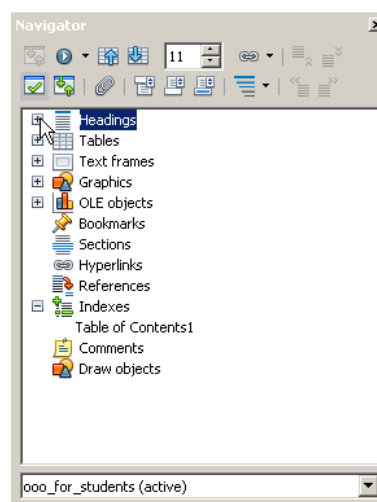 Navigator
11
Headings
Tables
Text frames
Graphics
OLE objects
Bookmarks
Sections
Hyperlinks
References
Indexes
Table of Contents1
Comments
Draw objects
ooo_for_students (active)